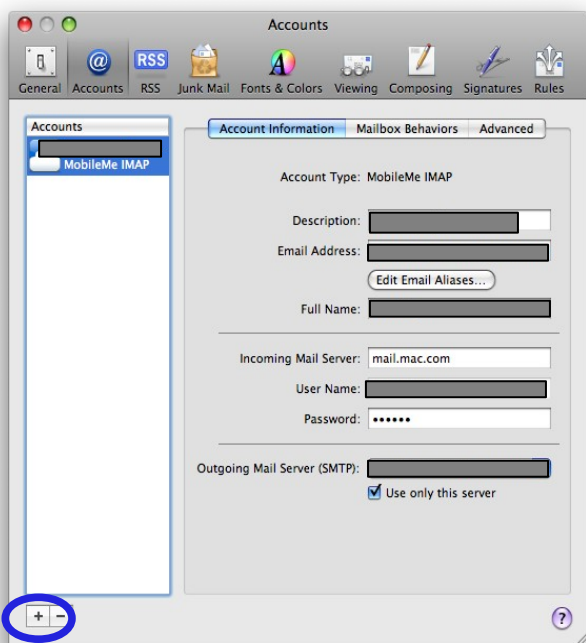 Accounts
@ RSS
General Accounts RSS Junk Mail Fonts & Colors Viewing Composing Signatures Rules
Accounts
MobileMe IMAP
Account Information Mailbox Behaviors Advanced
Account Type: MobileMe IMAP
Description:
Email Address:
Edit Email Aliases...
Full Name:
Incoming Mail Server: mail.mac.com
User Name:
Password: ••••••
Outgoing Mail Server (SMTP):
Use only this server
+ − ?